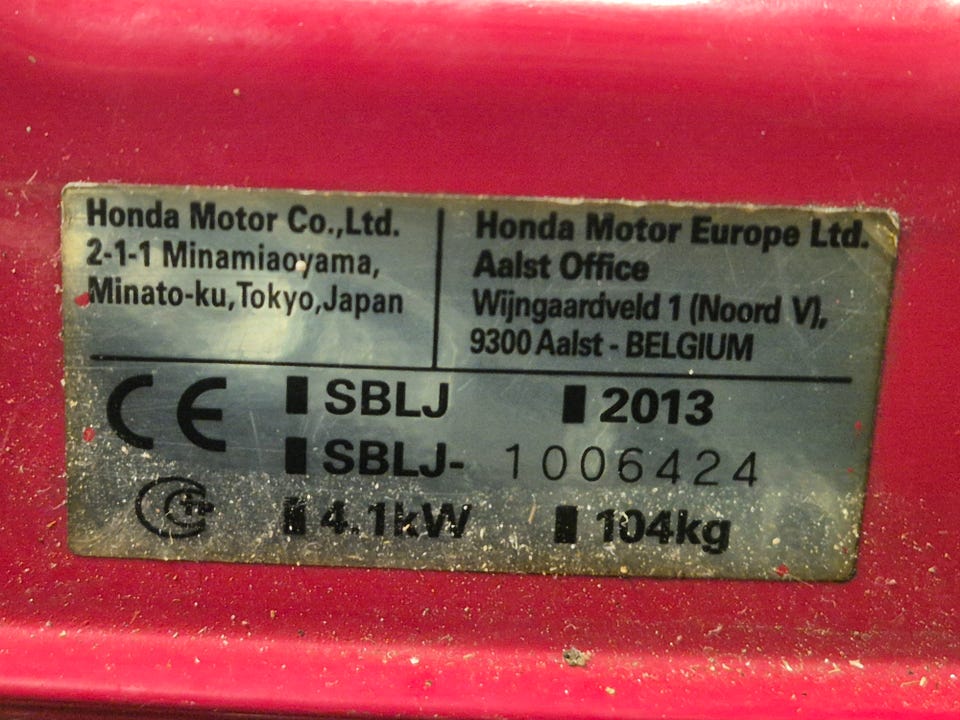 Honda Motor Co.,Ltd.
2-1-1 Minamiaoyama,
Minato-ku,Tokyo,Japan
Honda Motor Europe Ltd.
Aalst Office
Wijngaardveld 1 (Noord V),
9300 Aalst - BELGIUM
CE SBLJ 2013
SBLJ- 1006424
4.1kW 104kg